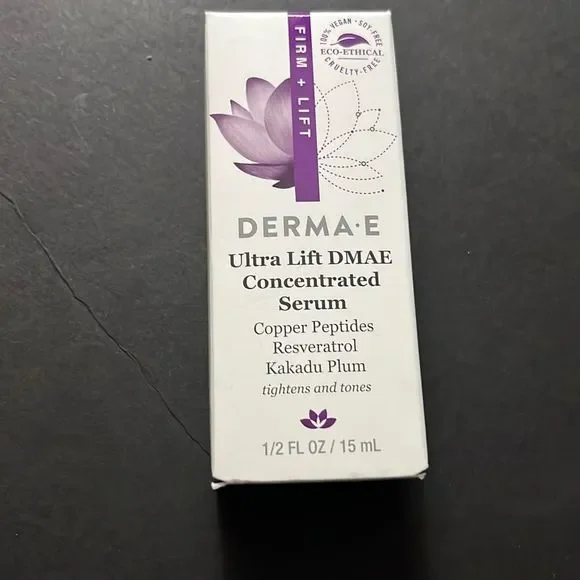 FIRM + LIFT
100% VEGAN • SOY-FREE
ECO-ETHICAL
CRUELTY-FREE
DERMA·E
Ultra Lift DMAE
Concentrated
Serum
Copper Peptides
Resveratrol
Kakadu Plum
tightens and tones
1/2 FL OZ / 15 mL